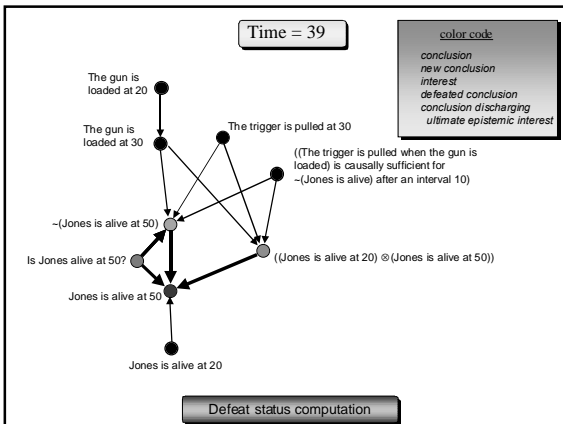 Time = 39
color code
conclusion
new conclusion
interest
defeated conclusion
conclusion discharging
ultimate epistemic interest
The gun is
loaded at 20
The gun is
loaded at 30
The trigger is pulled at 30
((The trigger is pulled when the gun is
loaded) is causally sufficient for
~(Jones is alive) after an interval 10)
~(Jones is alive at 50)
Is Jones alive at 50?
((Jones is alive at 20) ⊗(Jones is alive at 50))
Jones is alive at 50
Jones is alive at 20
Defeat status computation